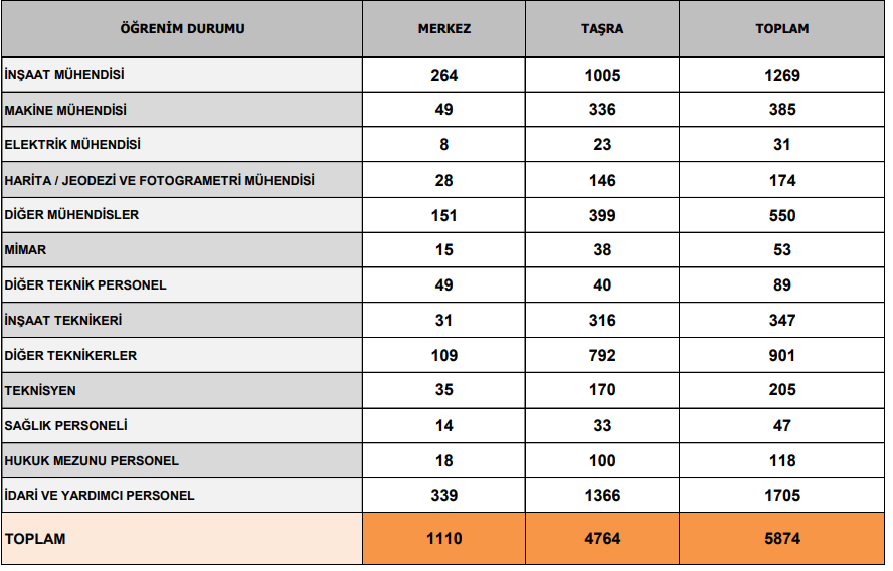 ÖĞRENİM DURUMU MERKEZ TAŞRA TOPLAM
İNŞAAT MÜHENDİSİ 264 1005 1269
MAKİNE MÜHENDİSİ 49 336 385
ELEKTRİK MÜHENDİSİ 8 23 31
HARİTA / JEODEZİ VE FOTOGRAMETRİ MÜHENDİSİ 28 146 174
DİĞER MÜHENDİSLER 151 399 550
MİMAR 15 38 53
DİĞER TEKNİK PERSONEL 49 40 89
İNŞAAT TEKNİKERİ 31 316 347
DİĞER TEKNİKERLER 109 792 901
TEKNİSYEN 35 170 205
SAĞLIK PERSONELİ 14 33 47
HUKUK MEZUNU PERSONEL 18 100 118
İDARİ VE YARDIMCI PERSONEL 339 1366 1705
TOPLAM 1110 4764 5874